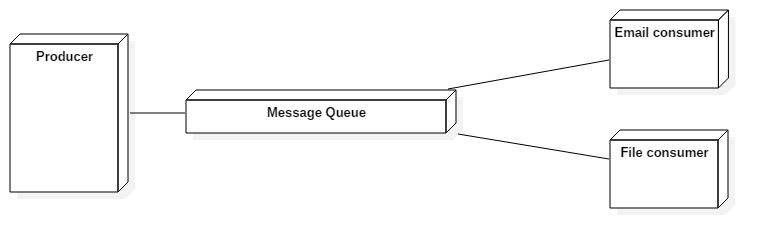 Producer
Message Queue
Email consumer
File consumer